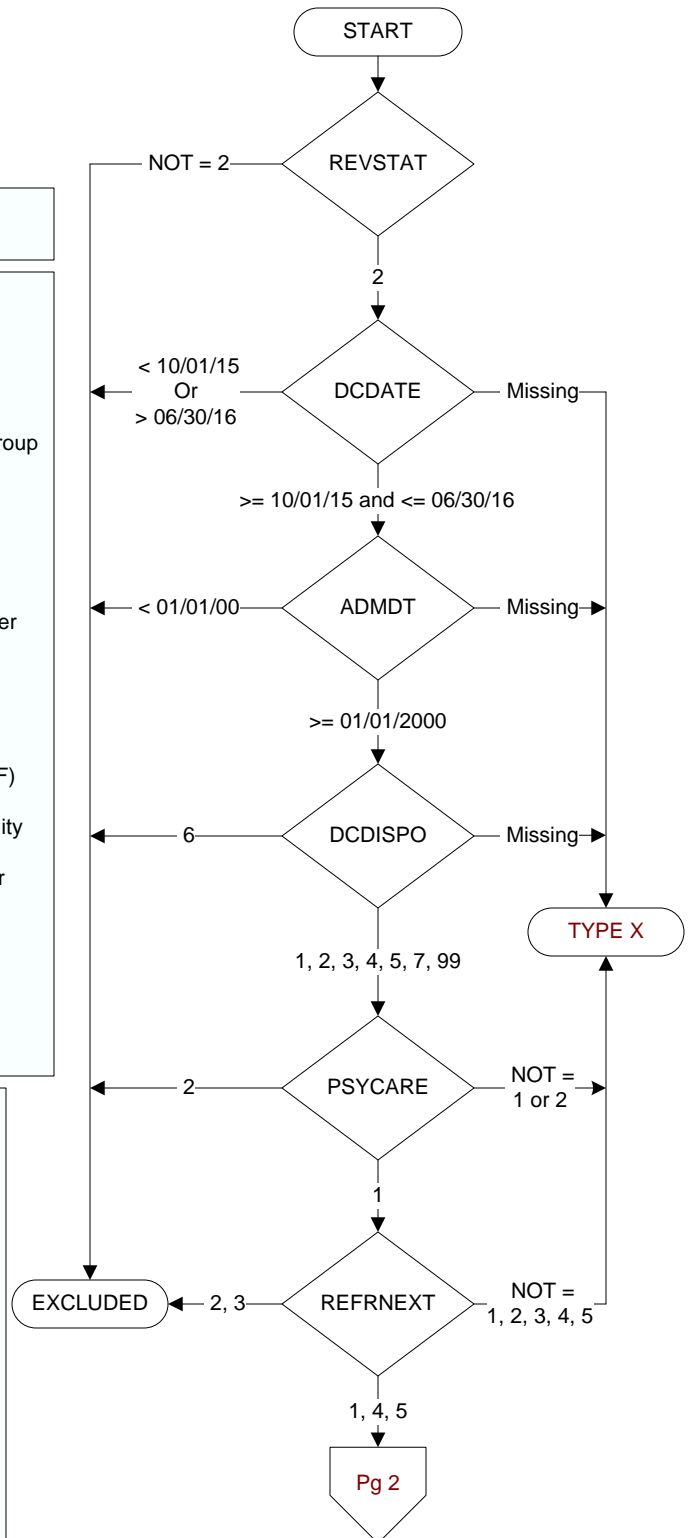 START
REVSTAT
NOT = 2
2
< 10/01/15
Or
> 06/30/16
DCDATE
Missing
roup
>= 10/01/15 and <= 06/30/16
< 01/01/00
ADMDT
Missing
er
>= 01/01/2000
F)
6
DCDISPO
Missing
ity
r
TYPE X
1, 2, 3, 4, 5, 7, 99
2
PSYCARE
NOT =
1 or 2
1
EXCLUDED
2, 3
REFRNEXT
NOT =
1, 2, 3, 4, 5
1, 4, 5
Pg 2